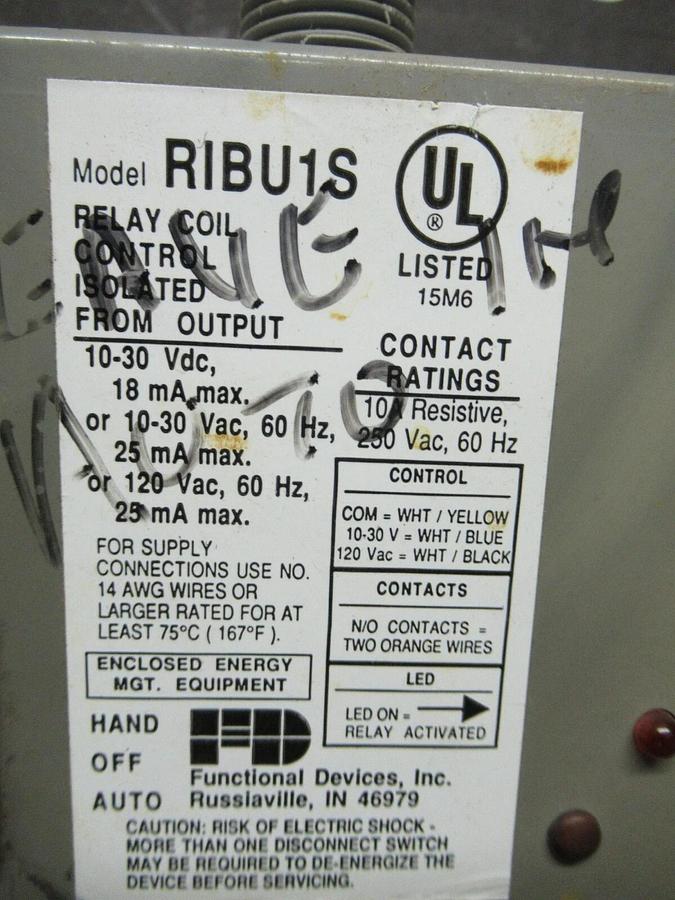 Model RIBU1S
RELAY COIL
CONTROL
ISOLATED
FROM OUTPUT
10-30 Vdc,
18 mA max.
or 10-30 Vac, 60 Hz,
25 mA max.
or 120 Vac, 60 Hz,
25 mA max.
UL
®
LISTED
15M6
CONTACT
RATINGS
10A Resistive,
250 Vac, 60 Hz
CONTROL
COM = WHT / YELLOW
10-30 V = WHT / BLUE
120 Vac = WHT / BLACK
CONTACTS
N/O CONTACTS =
TWO ORANGE WIRES
LED
LED ON =
RELAY ACTIVATED
FOR SUPPLY
CONNECTIONS USE NO.
14 AWG WIRES OR
LARGER RATED FOR AT
LEAST 75°C ( 167°F ).
ENCLOSED ENERGY
MGT. EQUIPMENT
HAND
OFF
AUTO
Functional Devices, Inc.
Russiaville, IN 46979
CAUTION: RISK OF ELECTRIC SHOCK -
MORE THAN ONE DISCONNECT SWITCH
MAY BE REQUIRED TO DE-ENERGIZE THE
DEVICE BEFORE SERVICING.